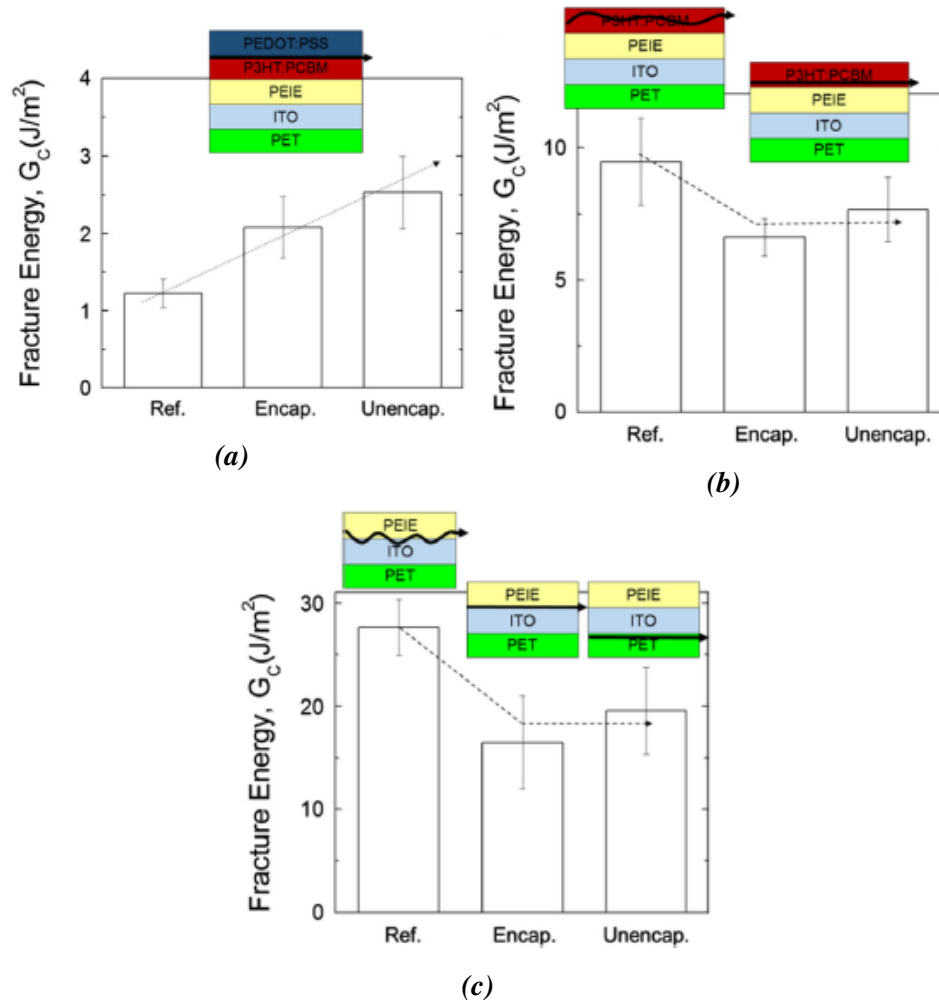 PEDOT:PSS
P3HT:PCBM
PEIE
ITO
PET
Fracture Energy, G_C(J/m²)
4
3
2
1
0
Ref. Encap. Unencap.
(a)
P3HT:PCBM
PEIE
ITO
PET
P3HT:PCBM
PEIE
ITO
PET
Fracture Energy, G_C(J/m²)
10
5
0
Ref. Encap. Unencap.
(b)
PEIE
ITO
PET
PEIE PEIE
ITO ITO
PET PET
Fracture Energy, G_C(J/m²)
30
20
10
0
Ref. Encap. Unencap.
(c)